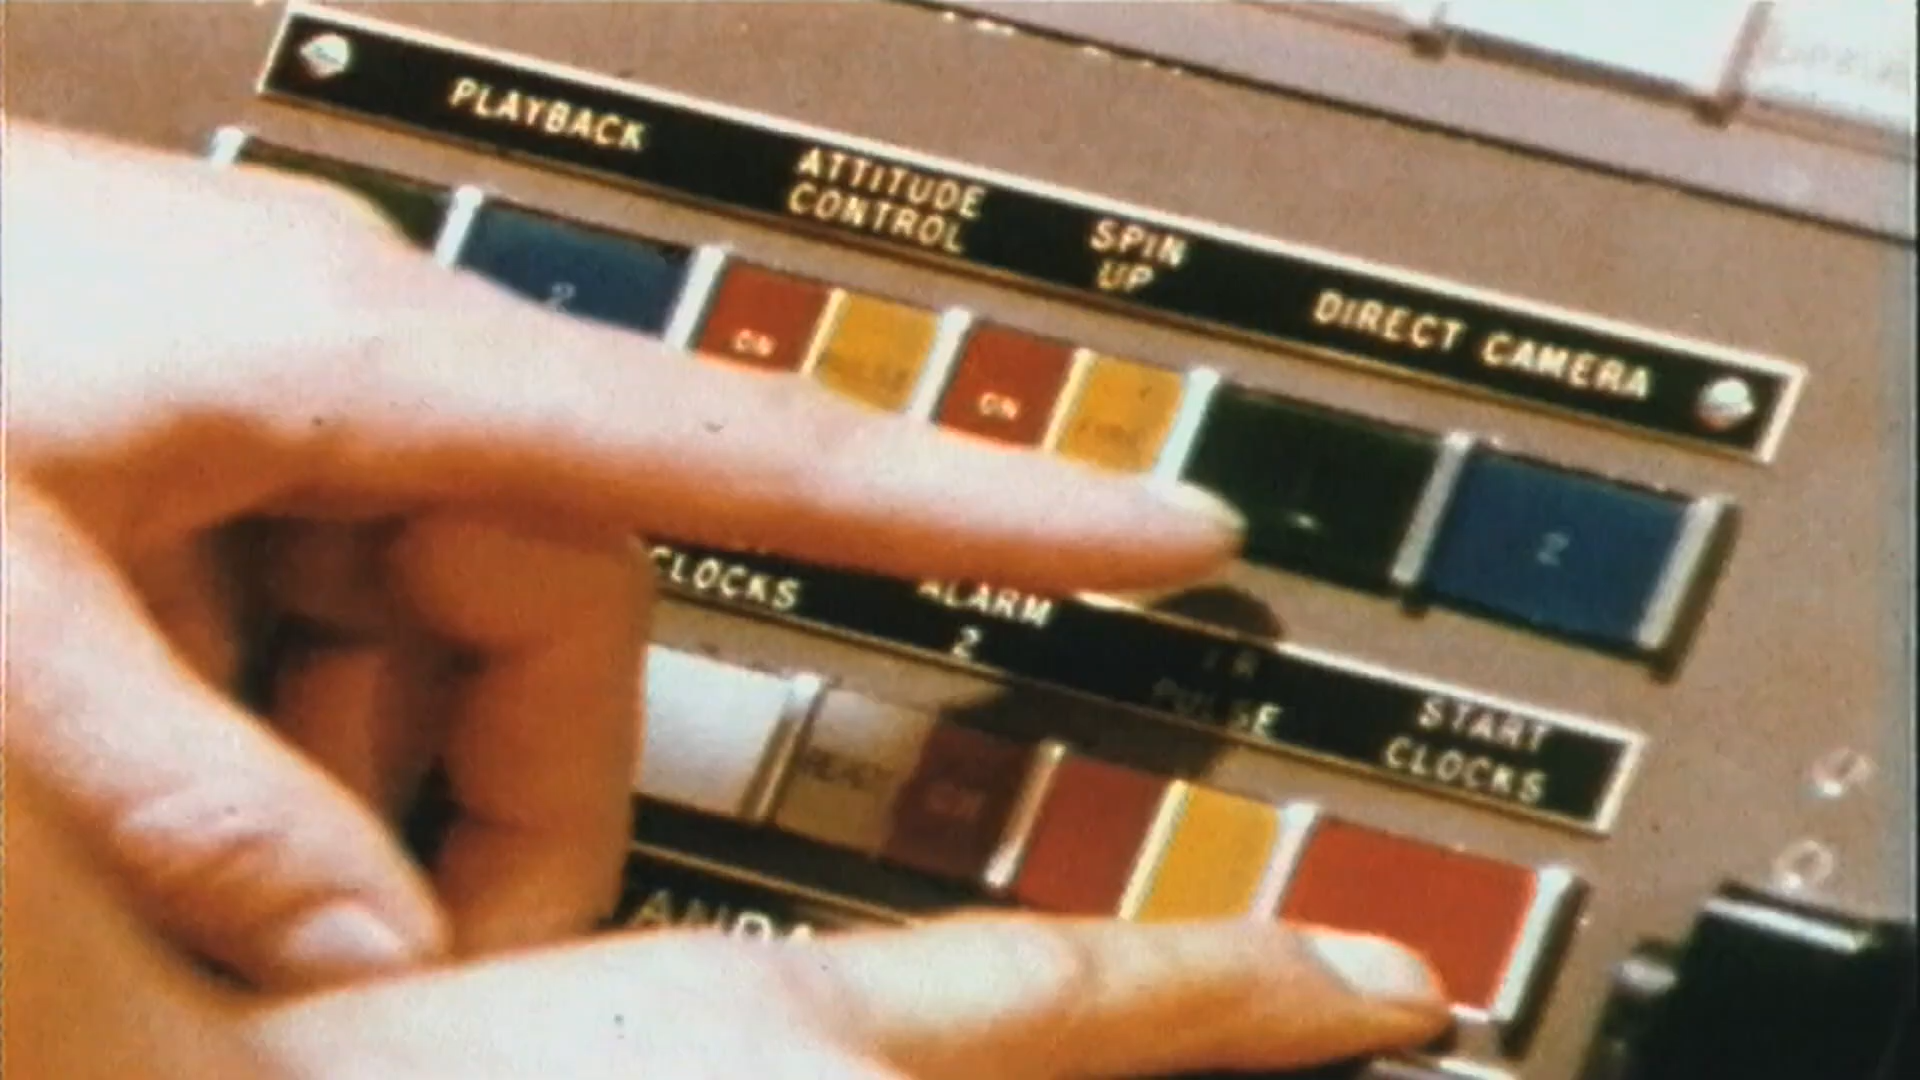 PLAYBACK
ATTITUDE
CONTROL
SPIN
UP
DIRECT CAMERA
2
ON
ON
2
CLOCKS
ALARM
2
PULSE
START
CLOCKS